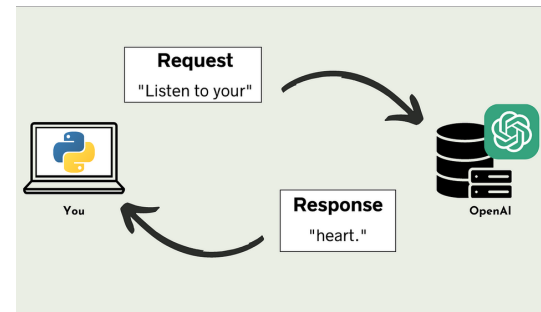 Request
"Listen to your"
You
OpenAI
Response
"heart."